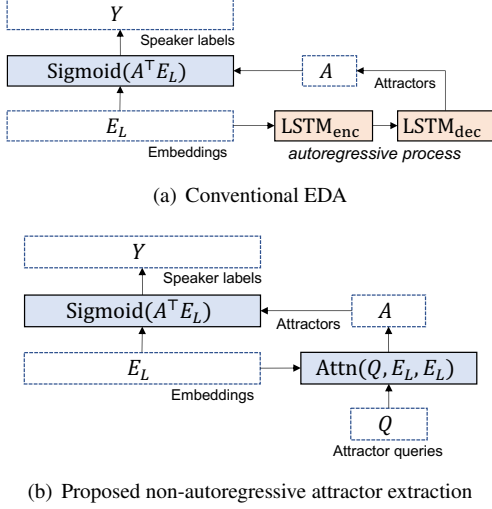 Y
Speaker labels
Sigmoid(A⊤E_L)
A
Attractors
E_L
Embeddings
LSTM_enc
LSTM_dec
autoregressive process
(a) Conventional EDA
Y
Speaker labels
Sigmoid(A⊤E_L)
Attractors
A
E_L
Embeddings
Attn(Q, E_L, E_L)
Q
Attractor queries
(b) Proposed non-autoregressive attractor extraction